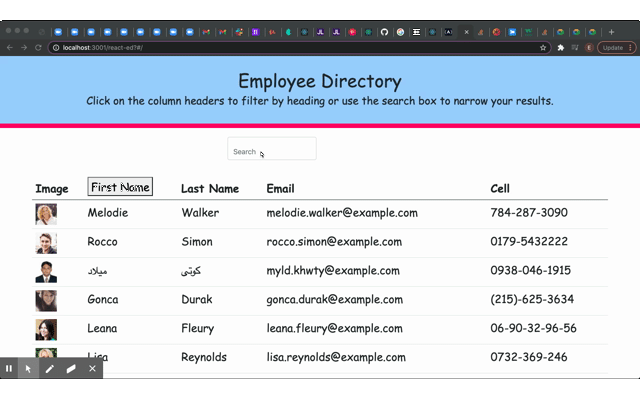 localhost:3001/react-ed?#/
Update
Employee Directory
Click on the column headers to filter by heading or use the search box to narrow your results.
Search
Image First Name Last Name Email Cell
Melodie Walker melodie.walker@example.com 784-287-3090
Rocco Simon rocco.simon@example.com 0179-5432222
میلاد کوتی myld.khwty@example.com 0938-046-1915
Gonca Durak gonca.durak@example.com (215)-625-3634
Leana Fleury leana.fleury@example.com 06-90-32-96-56
Lisa Reynolds lisa.reynolds@example.com 0732-369-246